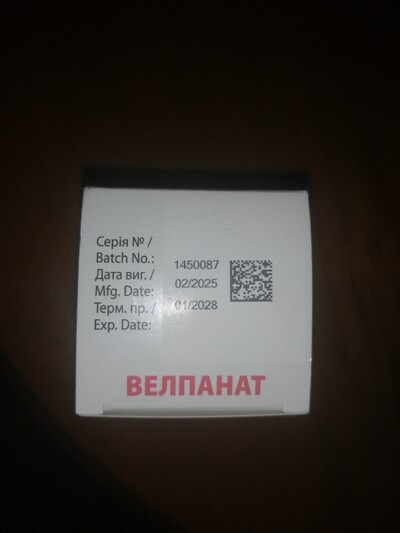 Серія № /
Batch No.: 1450087
Дата виг. /
Mfg. Date: 02/2025
Терм. пр. / 01/2028
Exp. Date:
ВЕЛПАНАТ